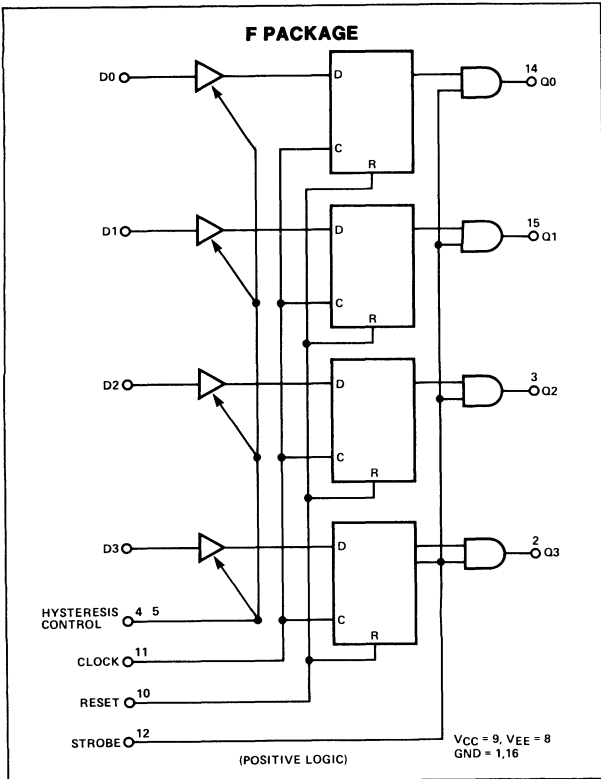 F PACKAGE
D0
D
C
R
14
Q0
D1
D
C
R
15
Q1
D2
D
C
R
3
Q2
D3
D
C
R
2
Q3
HYSTERESIS
CONTROL
4 5
CLOCK
11
RESET
10
STROBE
12
(POSITIVE LOGIC)
VCC = 9, VEE = 8
GND = 1,16